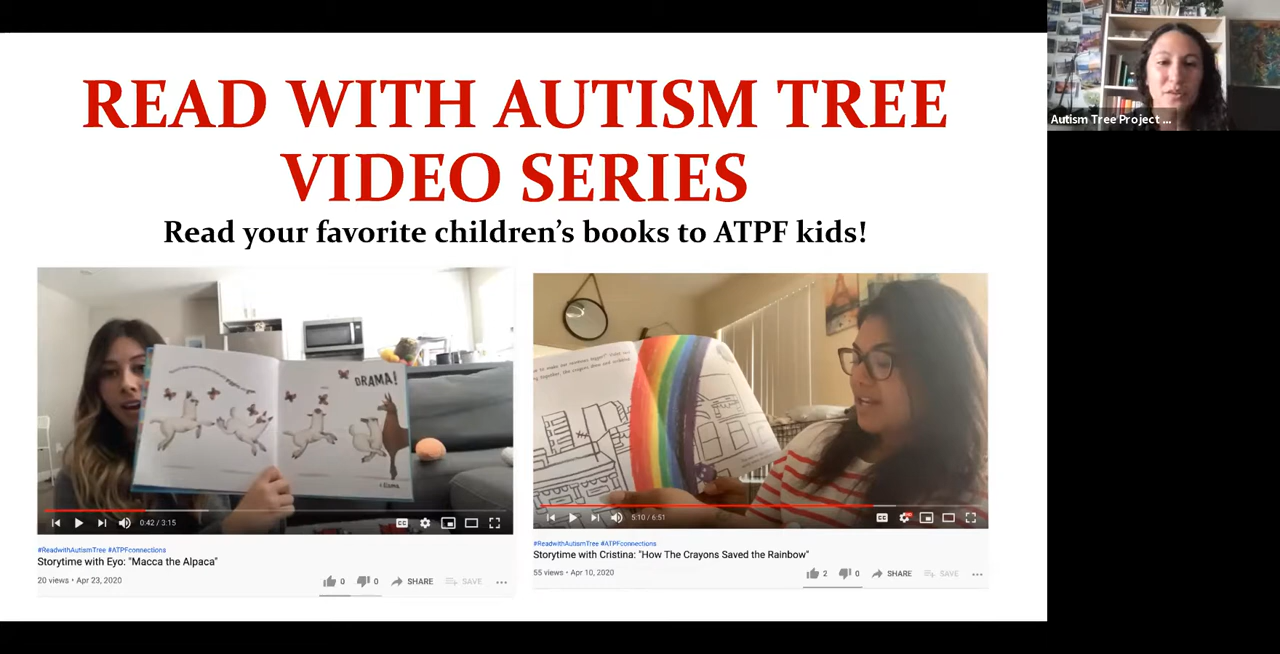 READ WITH AUTISM TREE
VIDEO SERIES
Read your favorite children's books to ATPF kids!
Autism Tree Project ...
DRAMA!
+ llama.
0:42 / 3:15
CC
#ReadwithAutismTree #ATPFconnections
Storytime with Eyo: "Macca the Alpaca"
20 views • Apr 23, 2020
0
0
SHARE
SAVE
5:10 / 6:51
CC
#ReadwithAutismTree #ATPFconnections
Storytime with Cristina: "How The Crayons Saved the Rainbow"
55 views • Apr 10, 2020
2
0
SHARE
SAVE